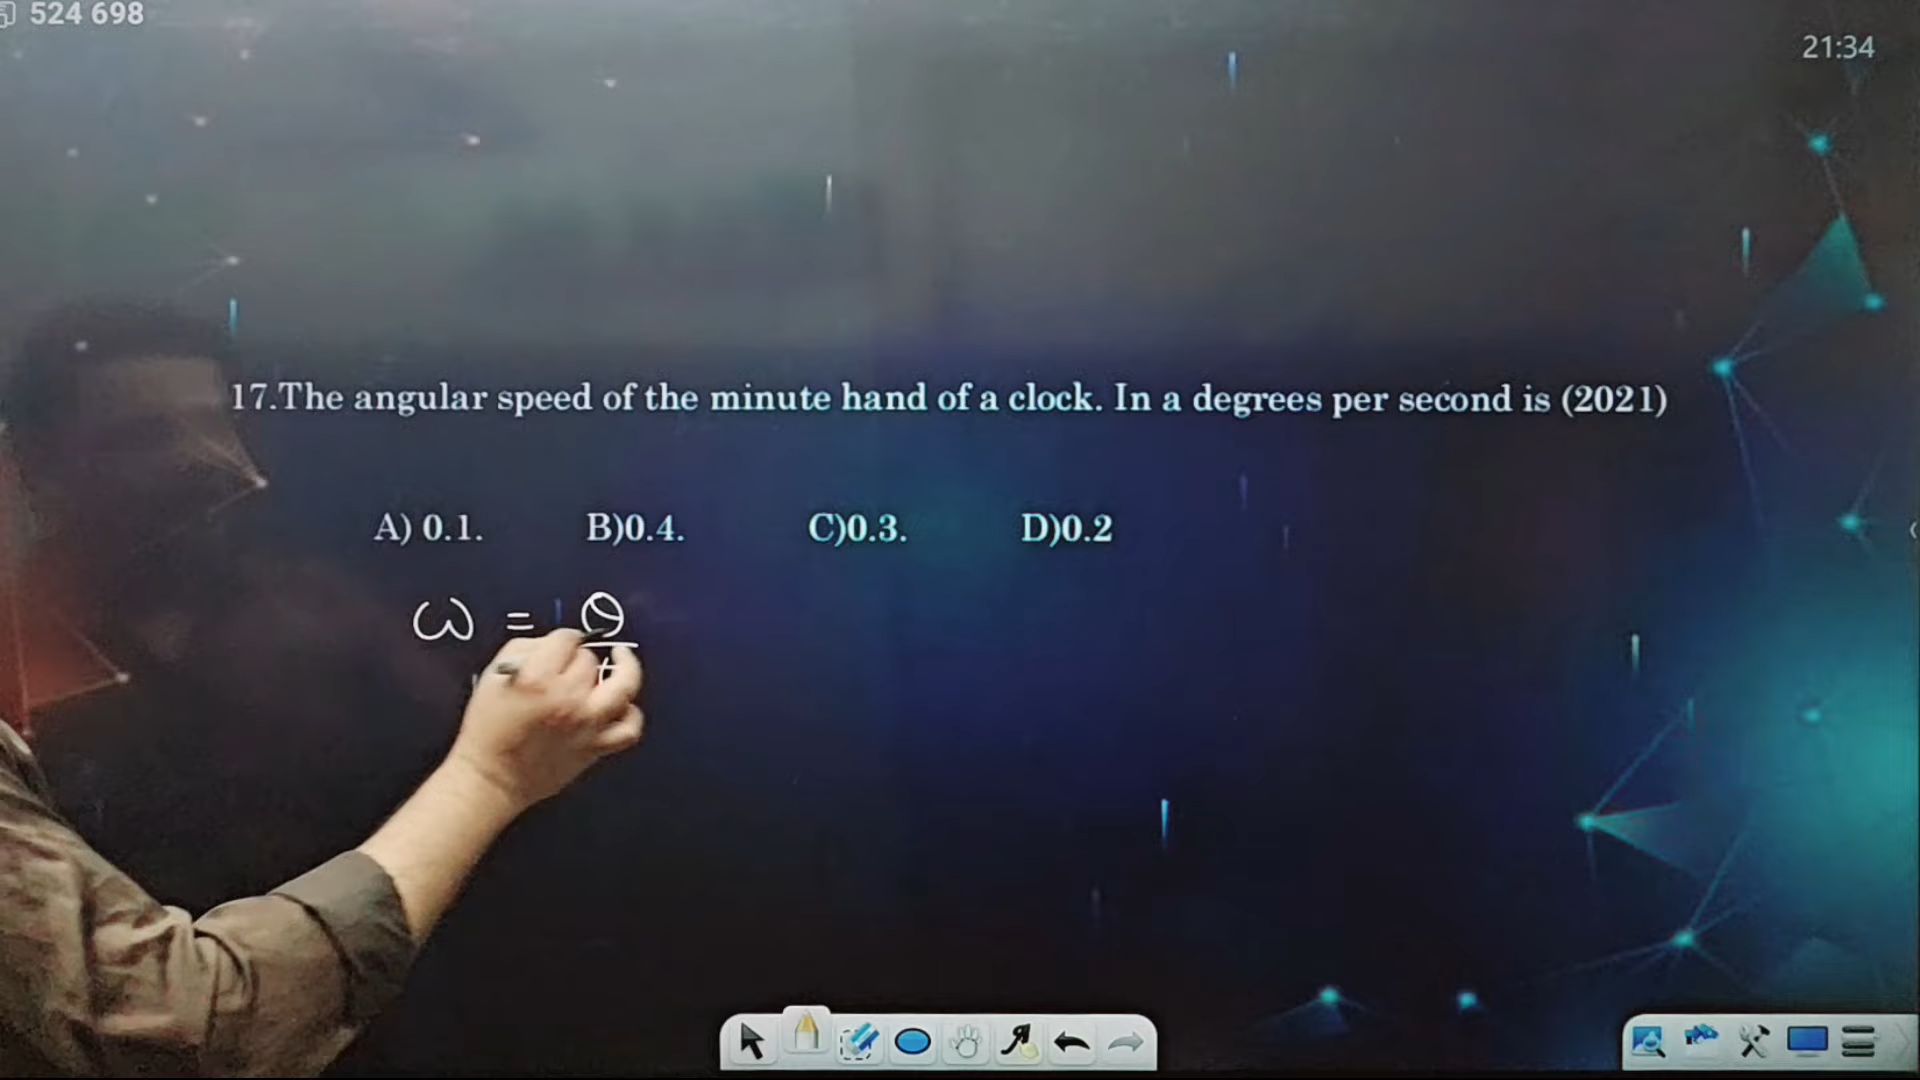 524 698
21:34
17.The angular speed of the minute hand of a clock. In a degrees per second is (2021)
A) 0.1. B)0.4. C)0.3. D)0.2
ω = θ
t